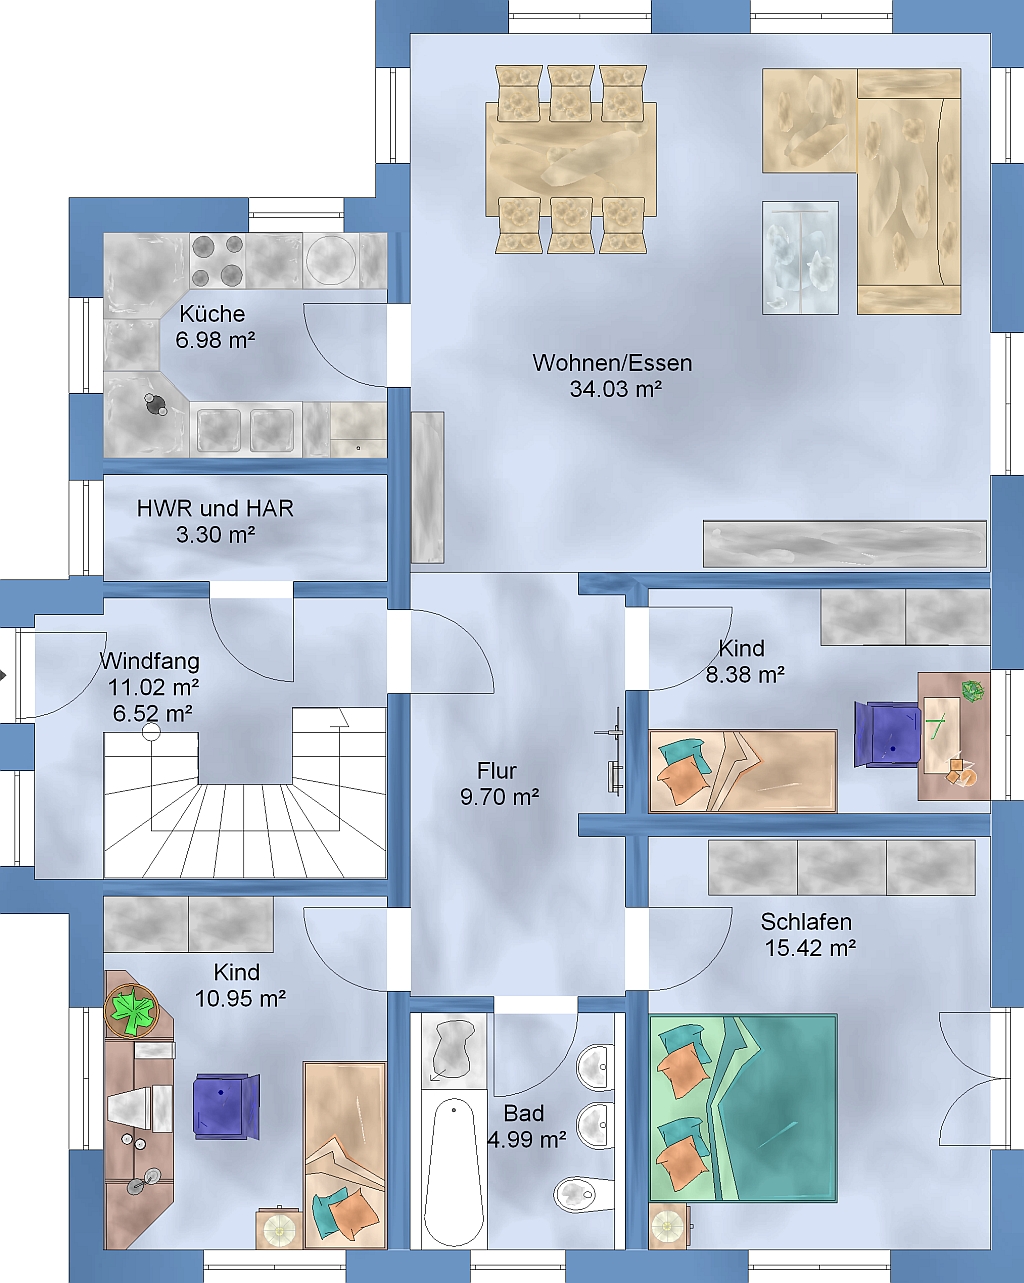 Küche
6.98 m²
Wohnen/Essen
34.03 m²
HWR und HAR
3.30 m²
Windfang
11.02 m²
6.52 m²
Kind
8.38 m²
Flur
9.70 m²
Schlafen
15.42 m²
Kind
10.95 m²
Bad
4.99 m²